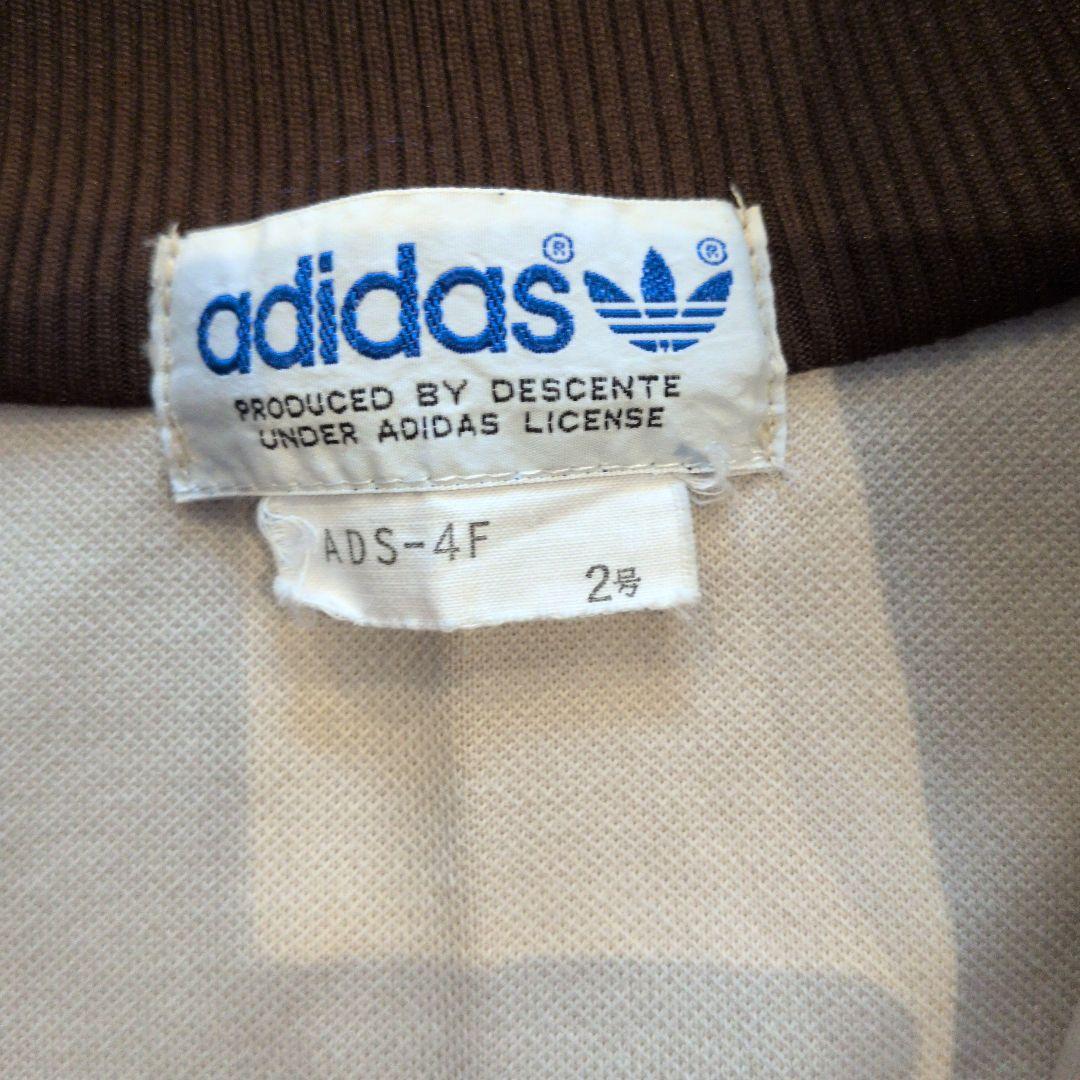 adidas® ®
PRODUCED BY DESCENTE
UNDER ADIDAS LICENSE
ADS-4F
2号